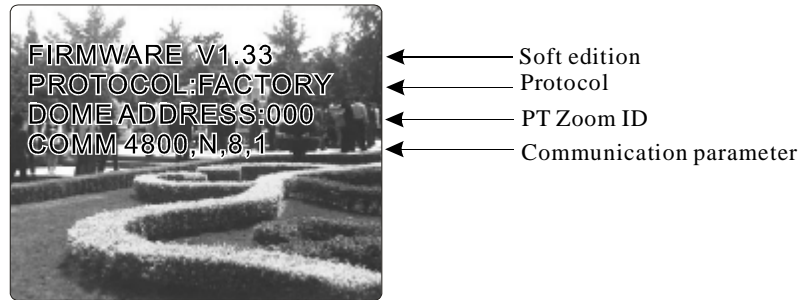 FIRMWARE V1.33
PROTOCOL:FACTORY
DOME ADDRESS:000
COMM 4800,N,8,1
Soft edition
Protocol
PT Zoom ID
Communication parameter